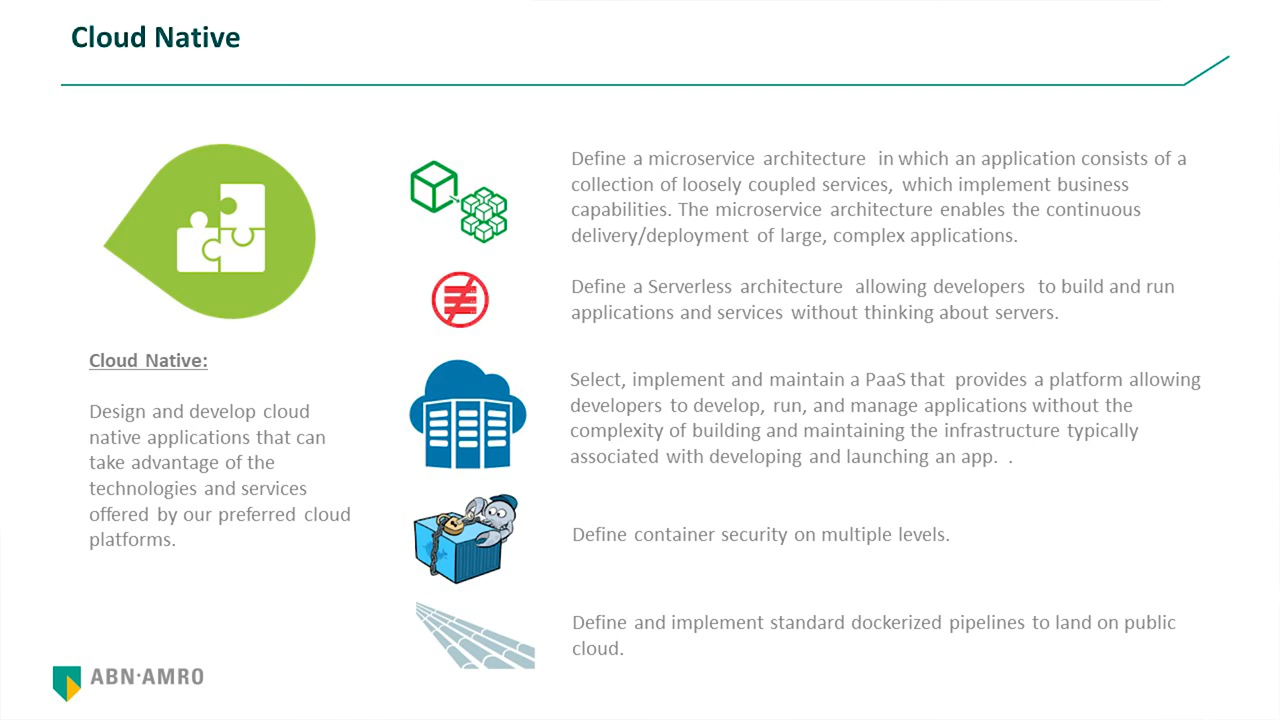 Cloud Native
Cloud Native:
Design and develop cloud
native applications that can
take advantage of the
technologies and services
offered by our preferred cloud
platforms.
Define a microservice architecture in which an application consists of a
collection of loosely coupled services, which implement business
capabilities. The microservice architecture enables the continuous
delivery/deployment of large, complex applications.
Define a Serverless architecture allowing developers to build and run
applications and services without thinking about servers.
Select, implement and maintain a PaaS that provides a platform allowing
developers to develop, run, and manage applications without the
complexity of building and maintaining the infrastructure typically
associated with developing and launching an app. .
Define container security on multiple levels.
Define and implement standard dockerized pipelines to land on public
cloud.
ABN·AMRO